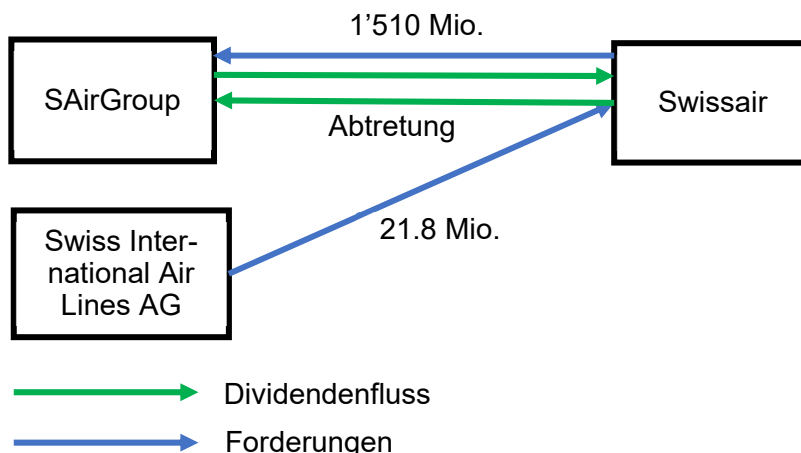 1’510 Mio.
SAirGroup
Swissair
Abtretung
Swiss Inter-
national Air
Lines AG
21.8 Mio.
Dividendenfluss
Forderungen